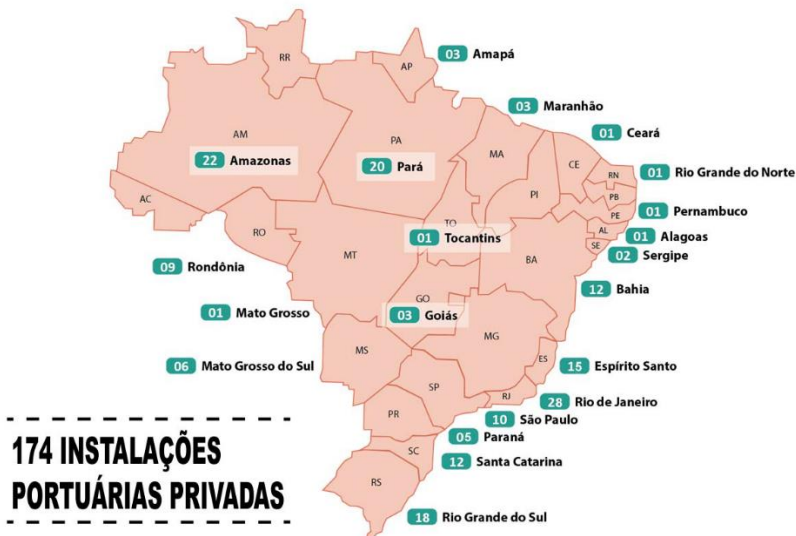 RR
AP
03 Amapá
03 Maranhão
01 Ceará
AM
22 Amazonas
PA
20 Pará
MA
CE
RN
01 Rio Grande do Norte
PI
PB
PE
01 Pernambuco
AC
RO
TO
01 Tocantins
AL
01 Alagoas
SE
02 Sergipe
MT
BA
09 Rondônia
12 Bahia
01 Mato Grosso
GO
03 Goiás
MG
MS
06 Mato Grosso do Sul
ES
15 Espírito Santo
SP
RJ
28 Rio de Janeiro
10 São Paulo
PR
05 Paraná
SC
12 Santa Catarina
174 INSTALAÇÕES
PORTUÁRIAS PRIVADAS
RS
18 Rio Grande do Sul